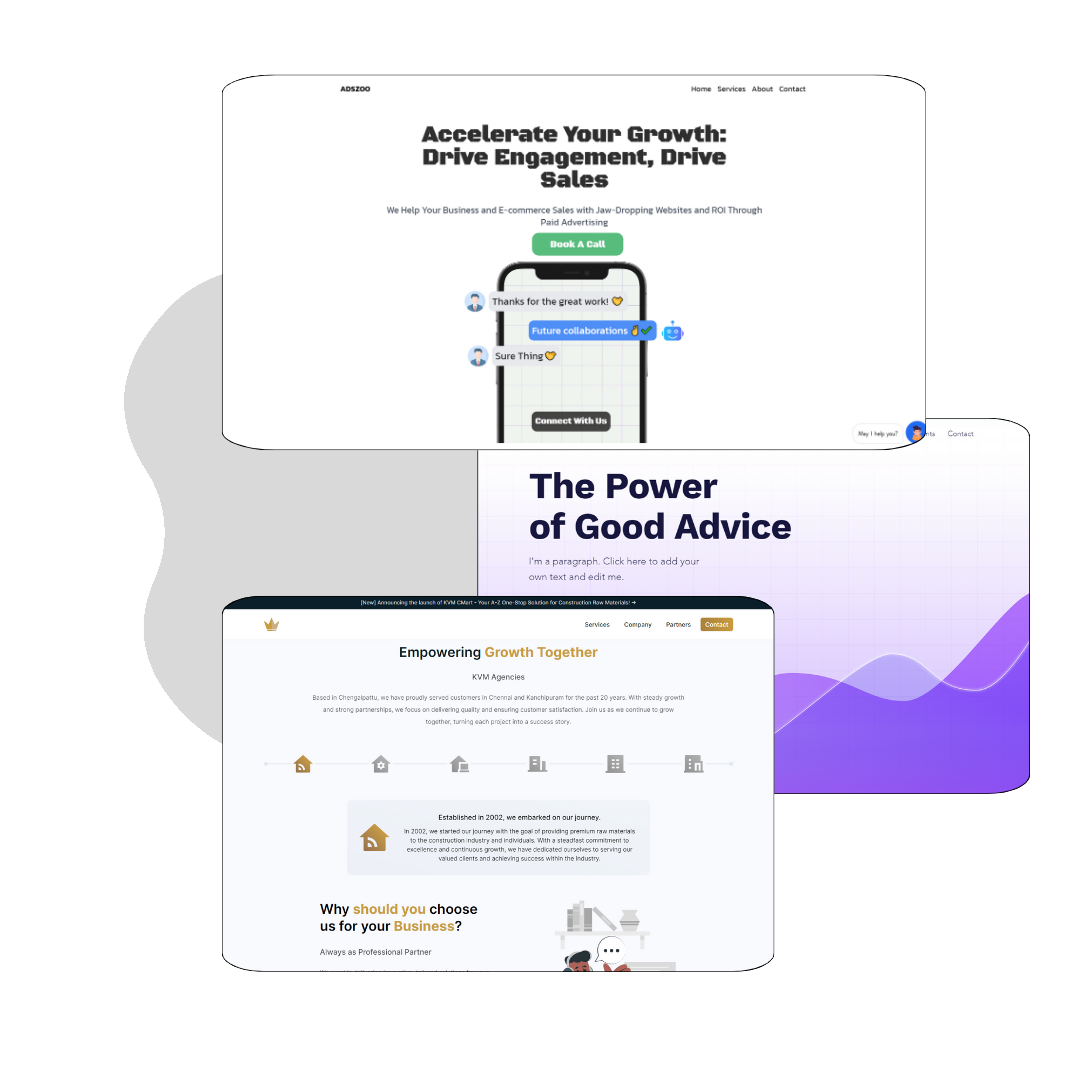 ADSZOO
Home Services About Contact
Accelerate Your Growth:
Drive Engagement, Drive
Sales
We Help Your Business and E-commerce Sales with Jaw-Dropping Websites and ROI Through
Paid Advertising
Book A Call
Thanks for the great work!
Future collaborations
Sure Thing
Connect With Us
May I help you?
Contact
The Power
of Good Advice
I'm a paragraph. Click here to add your
own text and edit me.
[New] Announcing the launch of KVM CMart - Your A-Z One-Stop Solution for Construction Raw Materials! →
Services Company Partners Contact
Empowering Growth Together
KVM Agencies
Based in Chengalpattu, we have proudly served customers in Chennai and Kanchipuram for the past 20 years. With steady growth
and strong partnerships, we focus on delivering quality and ensuring customer satisfaction. Join us as we continue to grow
together, turning each project into a success story.
Established in 2002, we embarked on our journey.
In 2002, we started our journey with the goal of providing premium raw materials
to the construction industry and individuals. With a steadfast commitment to
excellence and continuous growth, we have dedicated ourselves to serving our
valued clients and achieving success within the industry.
Why should you choose
us for your Business?
Always as Professional Partner